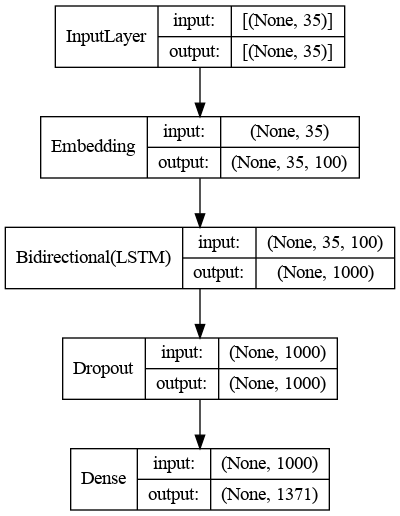 InputLayer
input: [(None, 35)]
output: [(None, 35)]
Embedding
input: (None, 35)
output: (None, 35, 100)
Bidirectional(LSTM)
input: (None, 35, 100)
output: (None, 1000)
Dropout
input: (None, 1000)
output: (None, 1000)
Dense
input: (None, 1000)
output: (None, 1371)